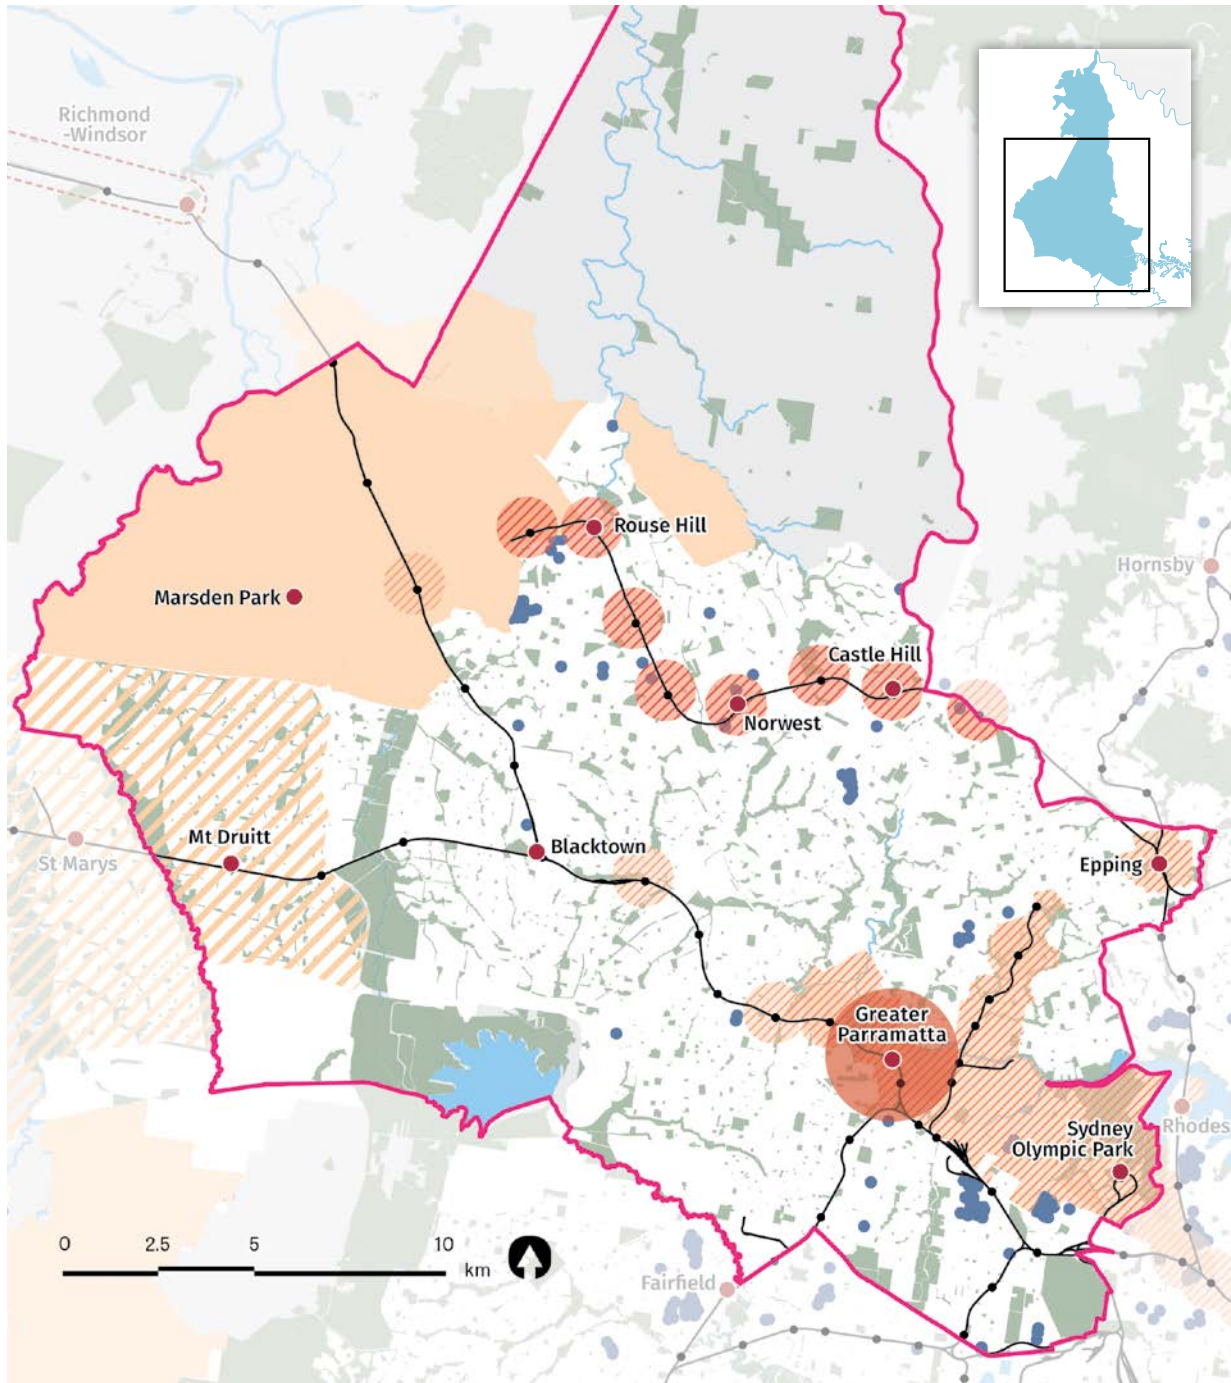 Richmond
-Windsor
Rouse Hill
Hornsby
Marsden Park
Castle Hill
Norwest
Mt Druitt
St Marys
Blacktown
Epping
Greater
Parramatta
Sydney
Olympic Park
Rhodes
0 2.5 5 10
km
Fairfield